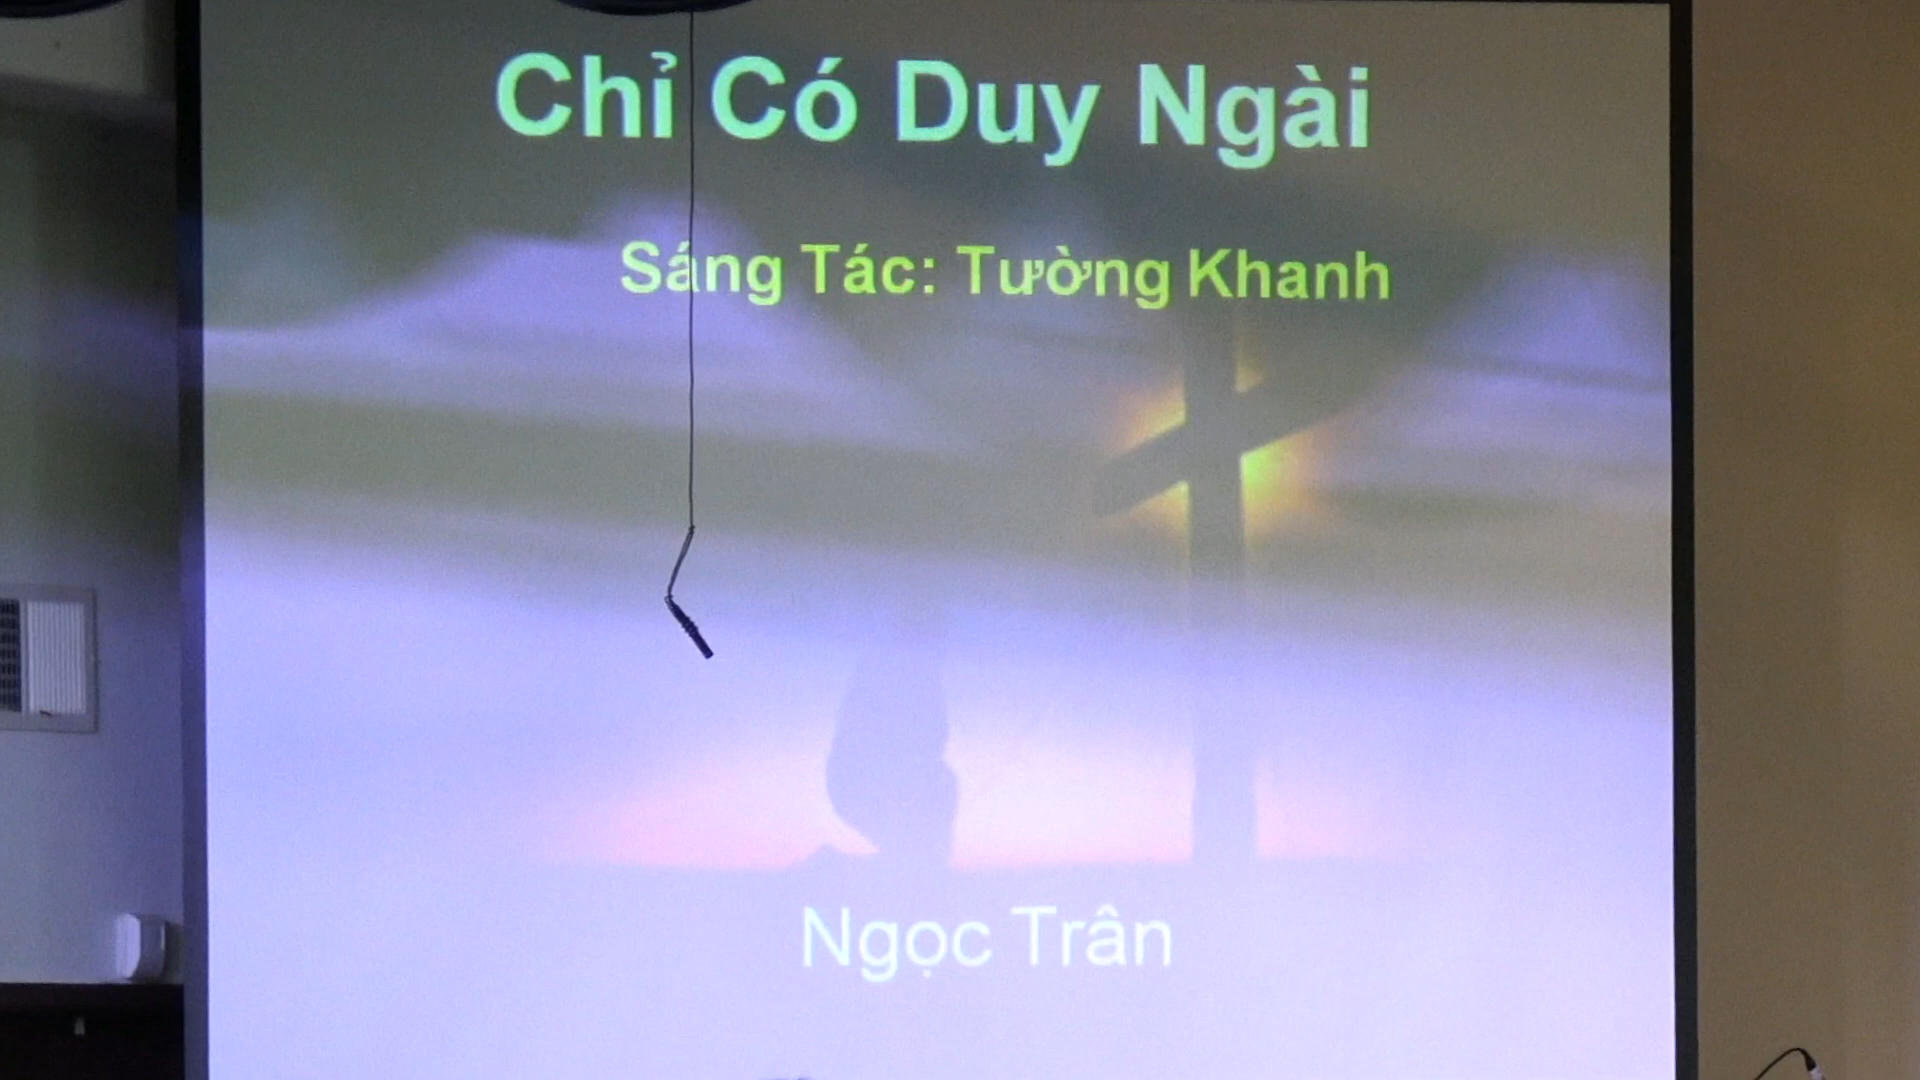 Chỉ Có Duy Ngài
Sáng Tác: Tường Khanh
Ngọc Trân